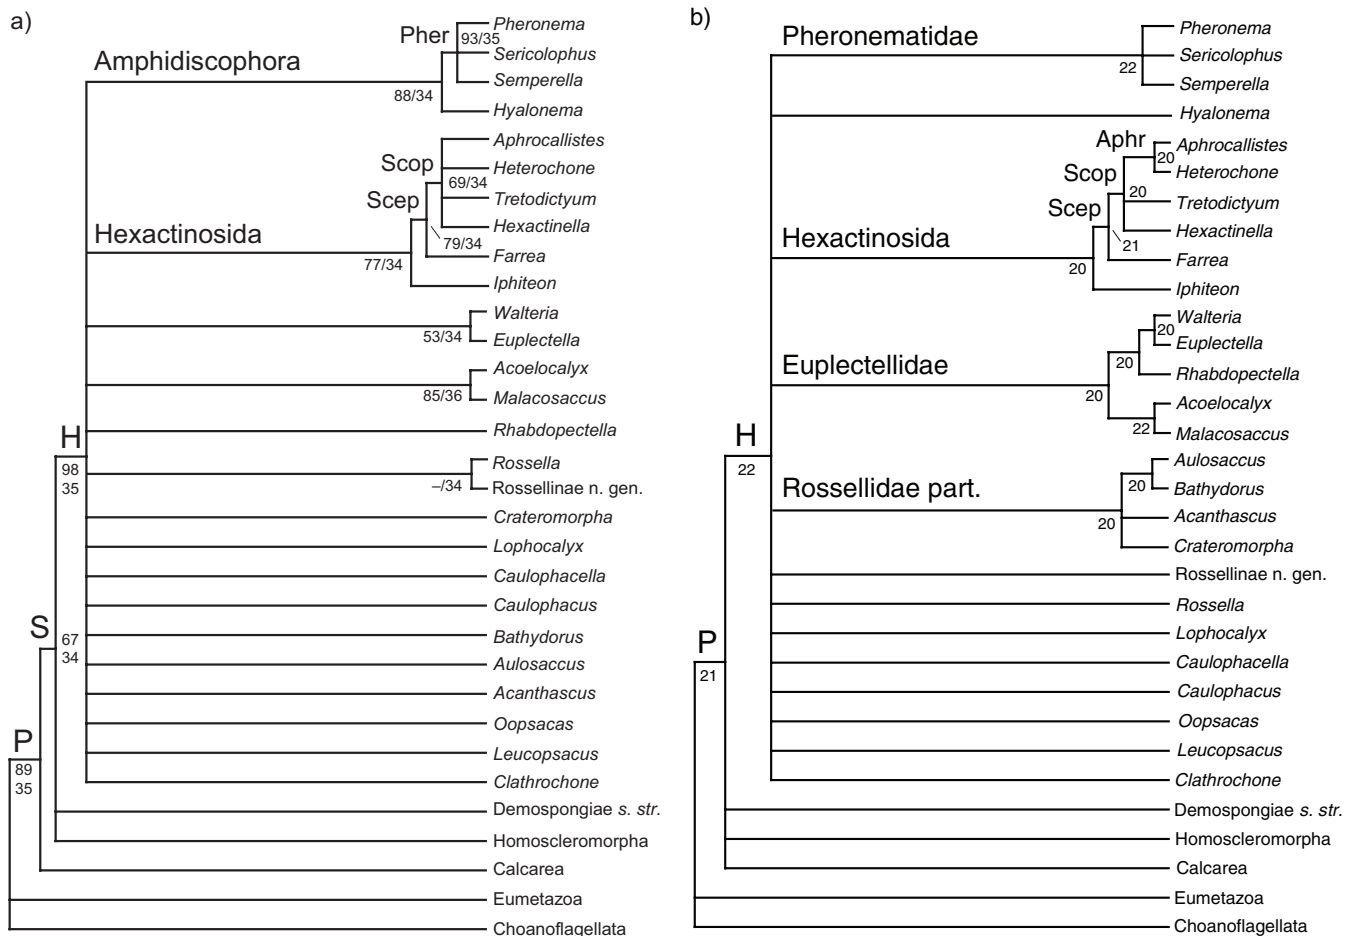 a)
Pheronema
Pher
93/35
Sericolophus
Amphidiscophora
Semperella
88/34
Hyalonema
Aphrocallistes
Scop
Heterochone
69/34
Scep
Tretodictyum
Hexactinella
Hexactinosida
79/34
Farrea
77/34
Iphiteon
Walteria
53/34
Euplectella
Acoelocalyx
85/36
Malacosaccus
Rhabdopectella
H
98
35
Rossella
–/34
Rossellinae n. gen.
Crateromorpha
Lophocalyx
Caulophacella
Caulophacus
S
67
34
Bathydorus
Aulosaccus
Acanthascus
Oopsacas
Leucopsacus
P
89
35
Clathrochone
Demospongiae s. str.
Homoscleromorpha
Calcarea
Eumetazoa
Choanoflagellata
b)
Pheronema
Pheronematidae
Sericolophus
22
Semperella
Hyalonema
Aphr
Aphrocallistes
20
Heterochone
Scop
20
Tretodictyum
Scep
Hexactinella
Hexactinosida
21
Farrea
20
Iphiteon
Walteria
20
Euplectella
20
Euplectellidae
Rhabdopectella
20
Acoelocalyx
22
Malacosaccus
H
22
Aulosaccus
20
Bathydorus
Rossellidae part.
Acanthascus
20
Crateromorpha
Rossellinae n. gen.
Rossella
Lophocalyx
P
21
Caulophacella
Caulophacus
Oopsacas
Leucopsacus
Clathrochone
Demospongiae s. str.
Homoscleromorpha
Calcarea
Eumetazoa
Choanoflagellata